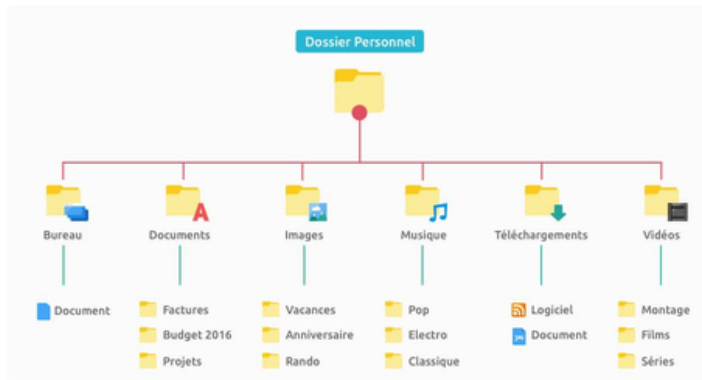 Dossier Personnel
Bureau Documents Images Musique Téléchargements Vidéos
Document Factures Vacances Pop Logiciel Montage
Budget 2016 Anniversaire Electro Document Films
Projets Rando Classique Séries